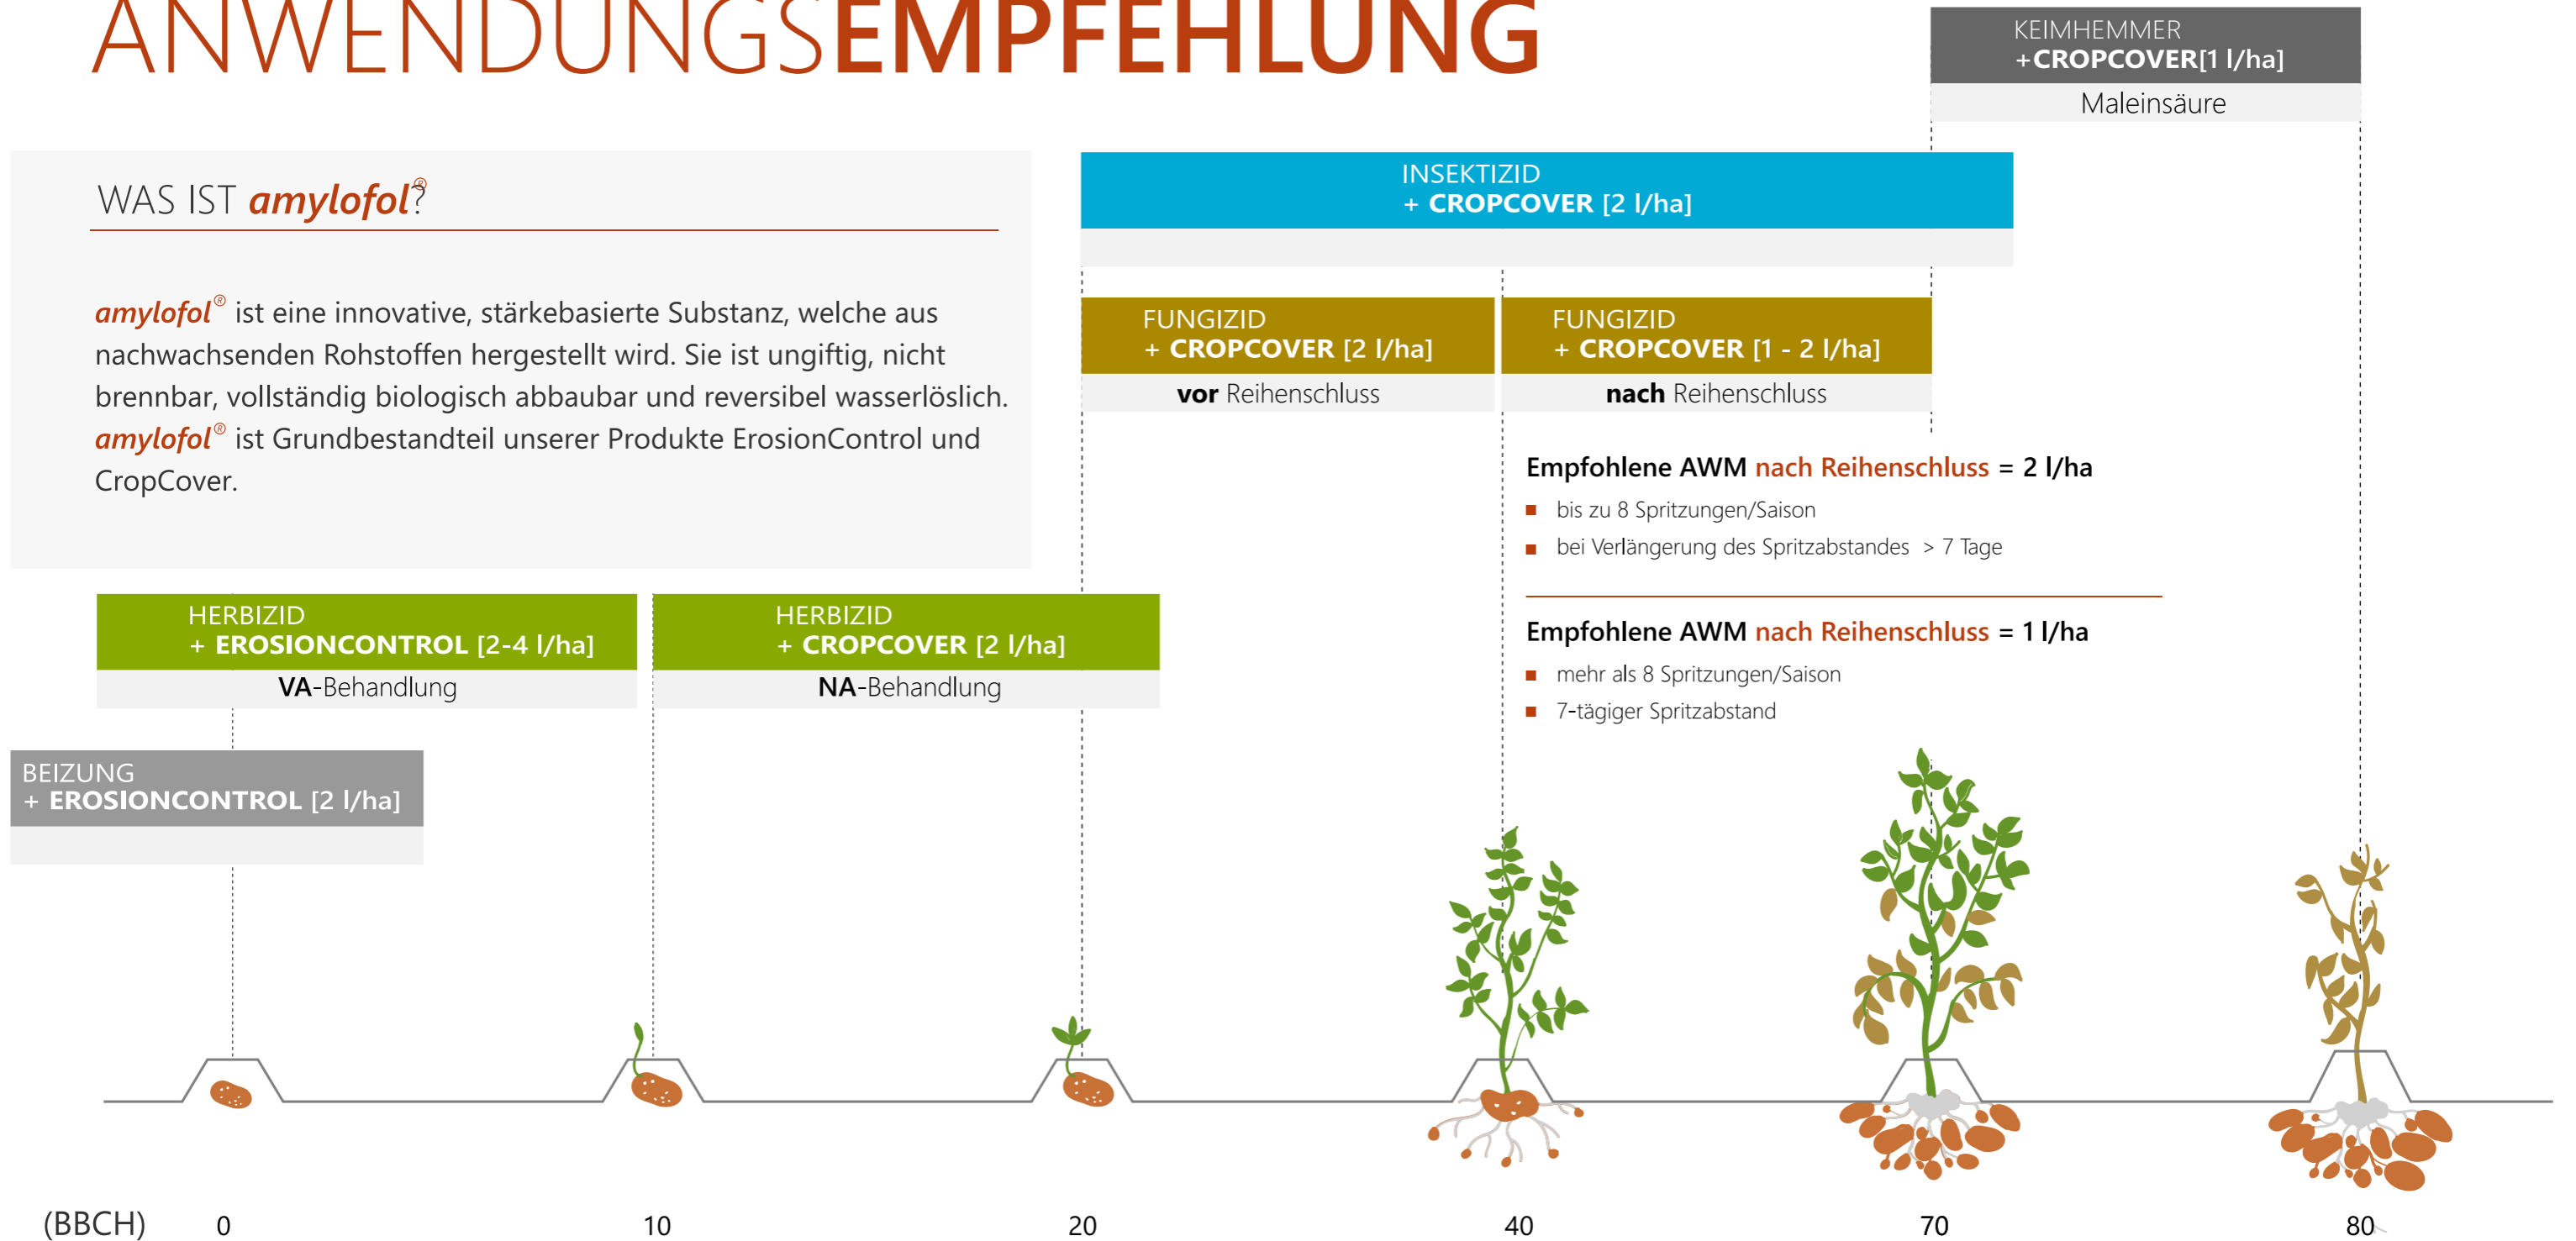 ANWENDUNGSEMPFEHLUNG
KEIMHEMMER
+CROPCOVER[1 l/ha]
Maleinsäure
WAS IST amylofol®?
amylofol® ist eine innovative, stärkebasierte Substanz, welche aus
nachwachsenden Rohstoffen hergestellt wird. Sie ist ungiftig, nicht
brennbar, vollständig biologisch abbaubar und reversibel wasserlöslich.
amylofol® ist Grundbestandteil unserer Produkte ErosionControl und
CropCover.
INSEKTIZID
+ CROPCOVER [2 l/ha]
FUNGIZID
+ CROPCOVER [2 l/ha]
vor Reihenschluss
FUNGIZID
+ CROPCOVER [1 - 2 l/ha]
nach Reihenschluss
Empfohlene AWM nach Reihenschluss = 2 l/ha
▪ bis zu 8 Spritzungen/Saison
▪ bei Verlängerung des Spritzabstandes > 7 Tage
Empfohlene AWM nach Reihenschluss = 1 l/ha
▪ mehr als 8 Spritzungen/Saison
▪ 7-tägiger Spritzabstand
HERBIZID
+ EROSIONCONTROL [2-4 l/ha]
VA-Behandlung
HERBIZID
+ CROPCOVER [2 l/ha]
NA-Behandlung
BEIZUNG
+ EROSIONCONTROL [2 l/ha]
(BBCH) 0 10 20 40 70 80